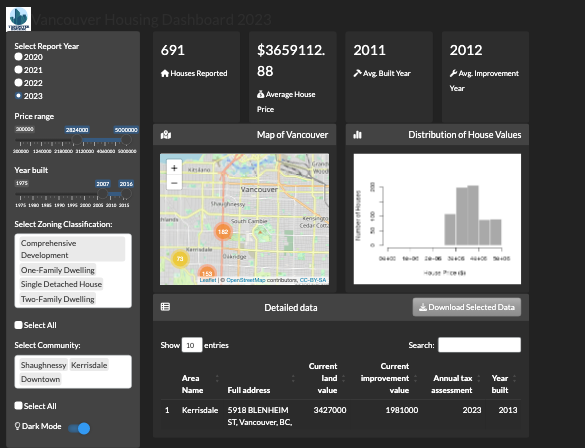 Vancouver Housing Dashboard 2023
Select Report Year
2020
2021
2022
2023
Price range
300000 2824000 5000000
300000 1240000 2180000 3120000 4060000 5000000
Year built
1975 2007 2016
1975 1980 1985 1990 1995 2000 2005 2010 2015
Select Zoning Classification:
Comprehensive
Development
One-Family Dwelling
Single Detached House
Two-Family Dwelling
Select All
Select Community:
Shaughnessy Kerrisdale
Downtown
Select All
Dark Mode
691
Houses Reported
$3659112.
88
Average House
Price
2011
Avg. Built Year
2012
Avg. Improvement
Year
Map of Vancouver
+
−
Kitsilano
Vancouver
Shaughnessy
South Cambie
Kensington-
Cedar Cottage
Kerrisdale
Oakridge
182
73
153
Leaflet | © OpenStreetMap contributors, CC-BY-SA
Distribution of House Values
Number of Houses
0 50 100 200
0e+00 1e+06 2e+06 3e+06 4e+06 5e+06
House Price ($)
Detailed data
Download Selected Data
Show 10 entries
Search:
Area Name
Full address
Current land value
Current improvement value
Annual tax assessment
Year built
1 Kerrisdale 5918 BLENHEIM ST, Vancouver, BC, 3427000 1981000 2023 2013